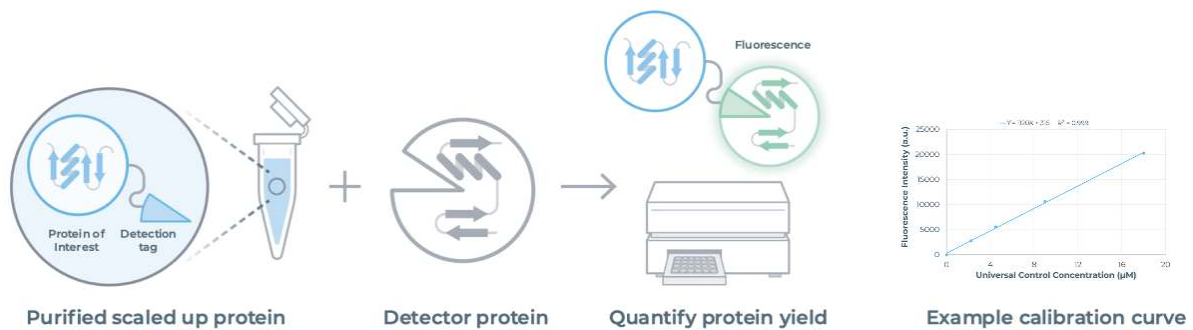 Fluorescence
Protein of
Interest
Detection
tag
Fluorescence Intensity (a.u.)
25000
20000
15000
10000
5000
0
0 4 8 12 16 20
Universal Control Concentration (μM)
Purified scaled up protein
Detector protein
Quantify protein yield
Example calibration curve